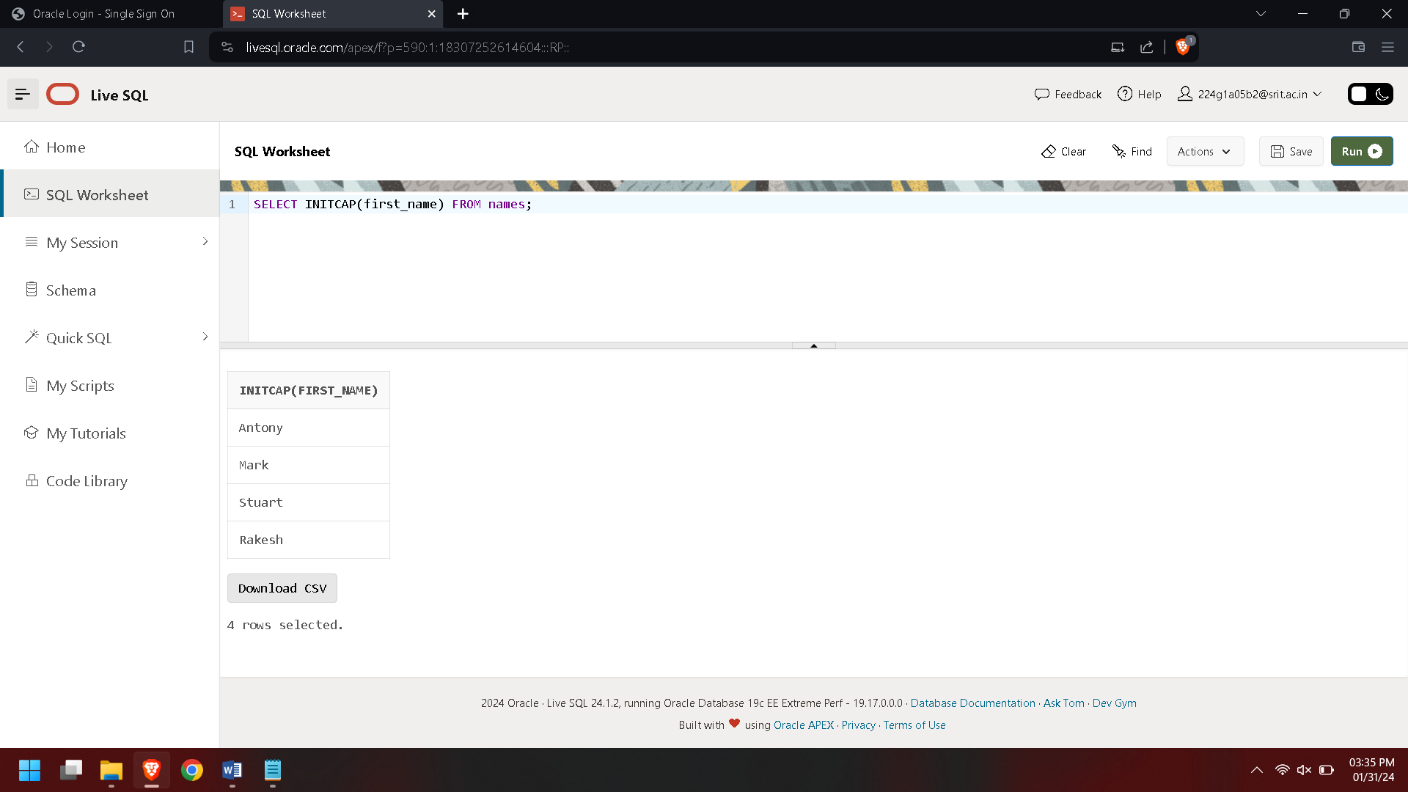 Oracle Login - Single Sign On
SQL Worksheet
livesql.oracle.com/apex/f?p=590:1:18307252614604:::RP::
1
Live SQL
Feedback
Help
224g1a05b2@srit.ac.in
Home
SQL Worksheet
My Session
Schema
Quick SQL
My Scripts
My Tutorials
Code Library
SQL Worksheet
Clear
Find
Actions
Save
Run
1 SELECT INITCAP(first_name) FROM names;
INITCAP(FIRST_NAME)
Antony
Mark
Stuart
Rakesh
Download CSV
4 rows selected.
2024 Oracle · Live SQL 24.1.2, running Oracle Database 19c EE Extreme Perf - 19.17.0.0.0 · Database Documentation · Ask Tom · Dev Gym
Built with ❤ using Oracle APEX · Privacy · Terms of Use
03:35 PM
01/31/24